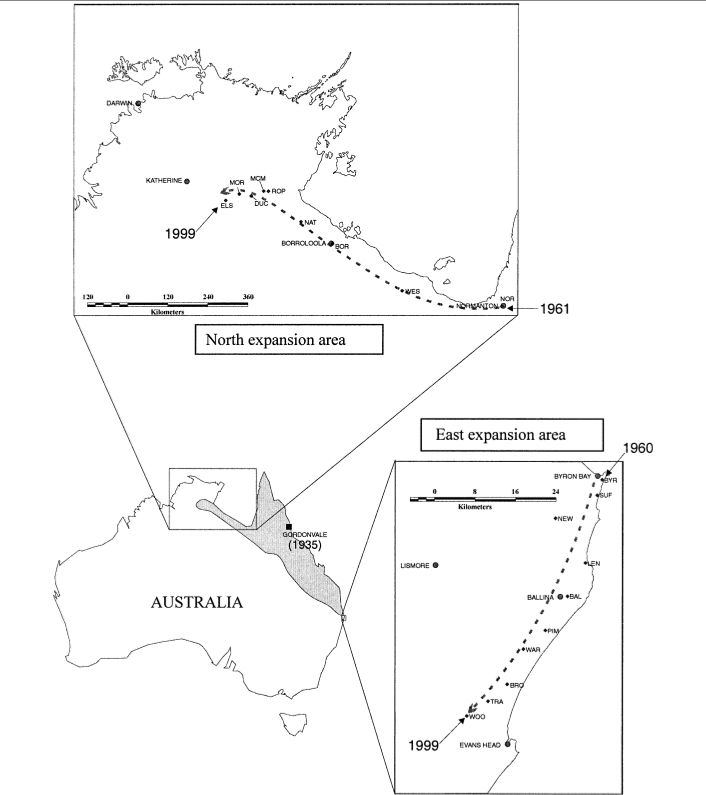 DARWIN
KATHERINE
MOR
MCM
ROP
ELS
DUC
1999
NAT
BORROLOOLA
BOR
WES
NOR
NORMANTON
1961
120 0 120 240 360
Kilometers
North expansion area
East expansion area
1960
BYRON BAY
BYR
0 8 16 24
SUF
Kilometers
NEW
GORDONVALE
(1935)
LISMORE
LEN
AUSTRALIA
BALLINA
BAL
PIM
WAR
BRO
TRA
WOO
1999
EVANS HEAD